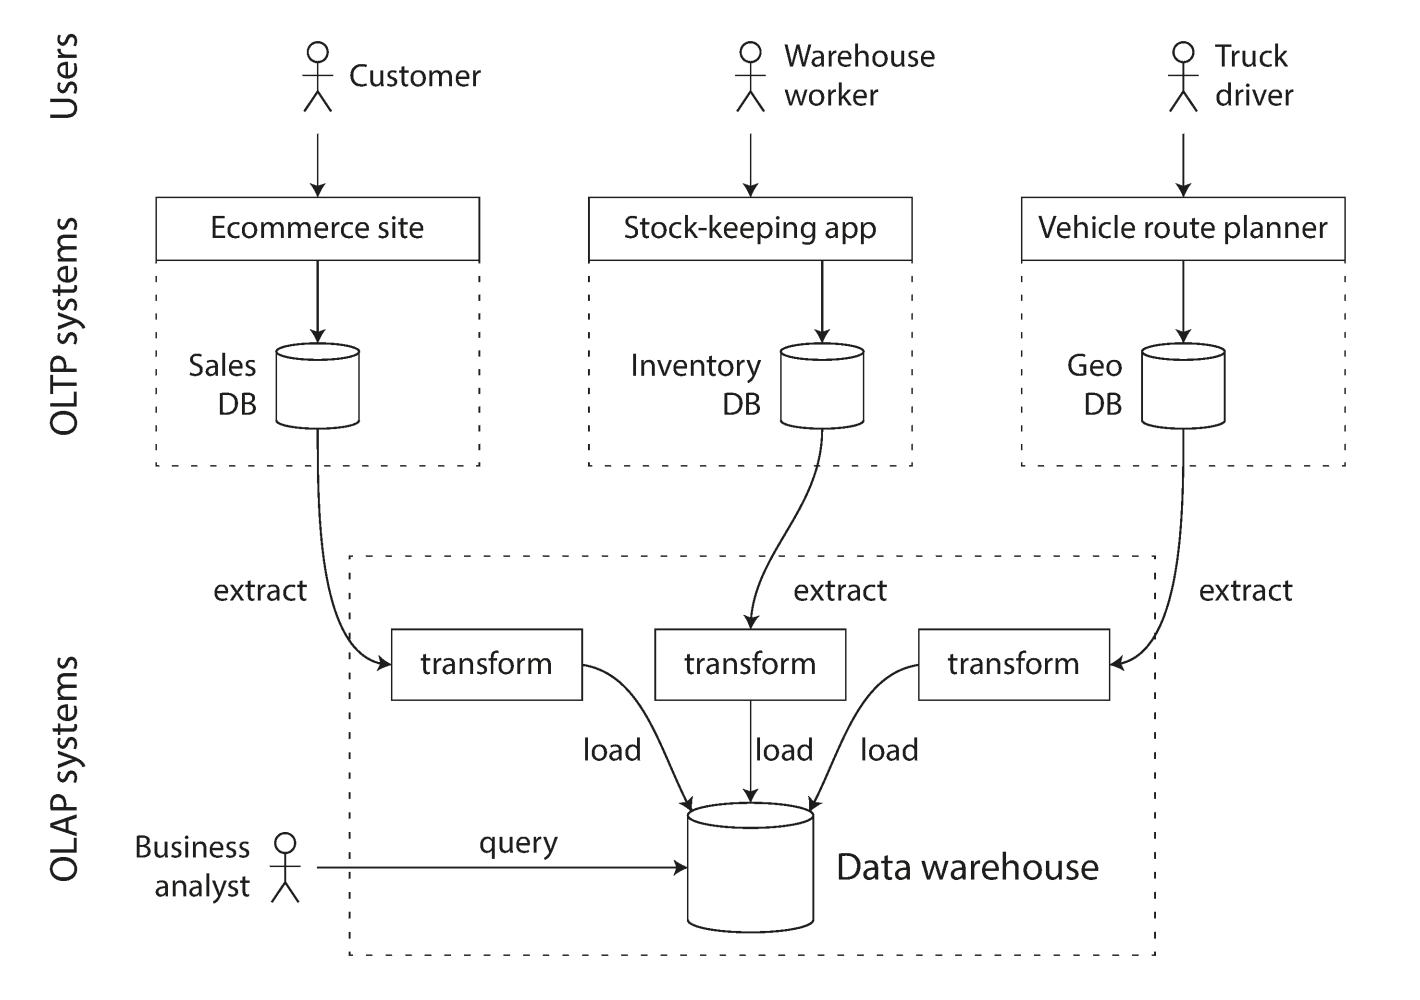 Users
Customer
Warehouse
worker
Truck
driver
OLTP systems
Ecommerce site
Stock-keeping app
Vehicle route planner
Sales
DB
Inventory
DB
Geo
DB
extract
extract
extract
OLAP systems
transform
transform
transform
load
load
load
Business
analyst
query
Data warehouse